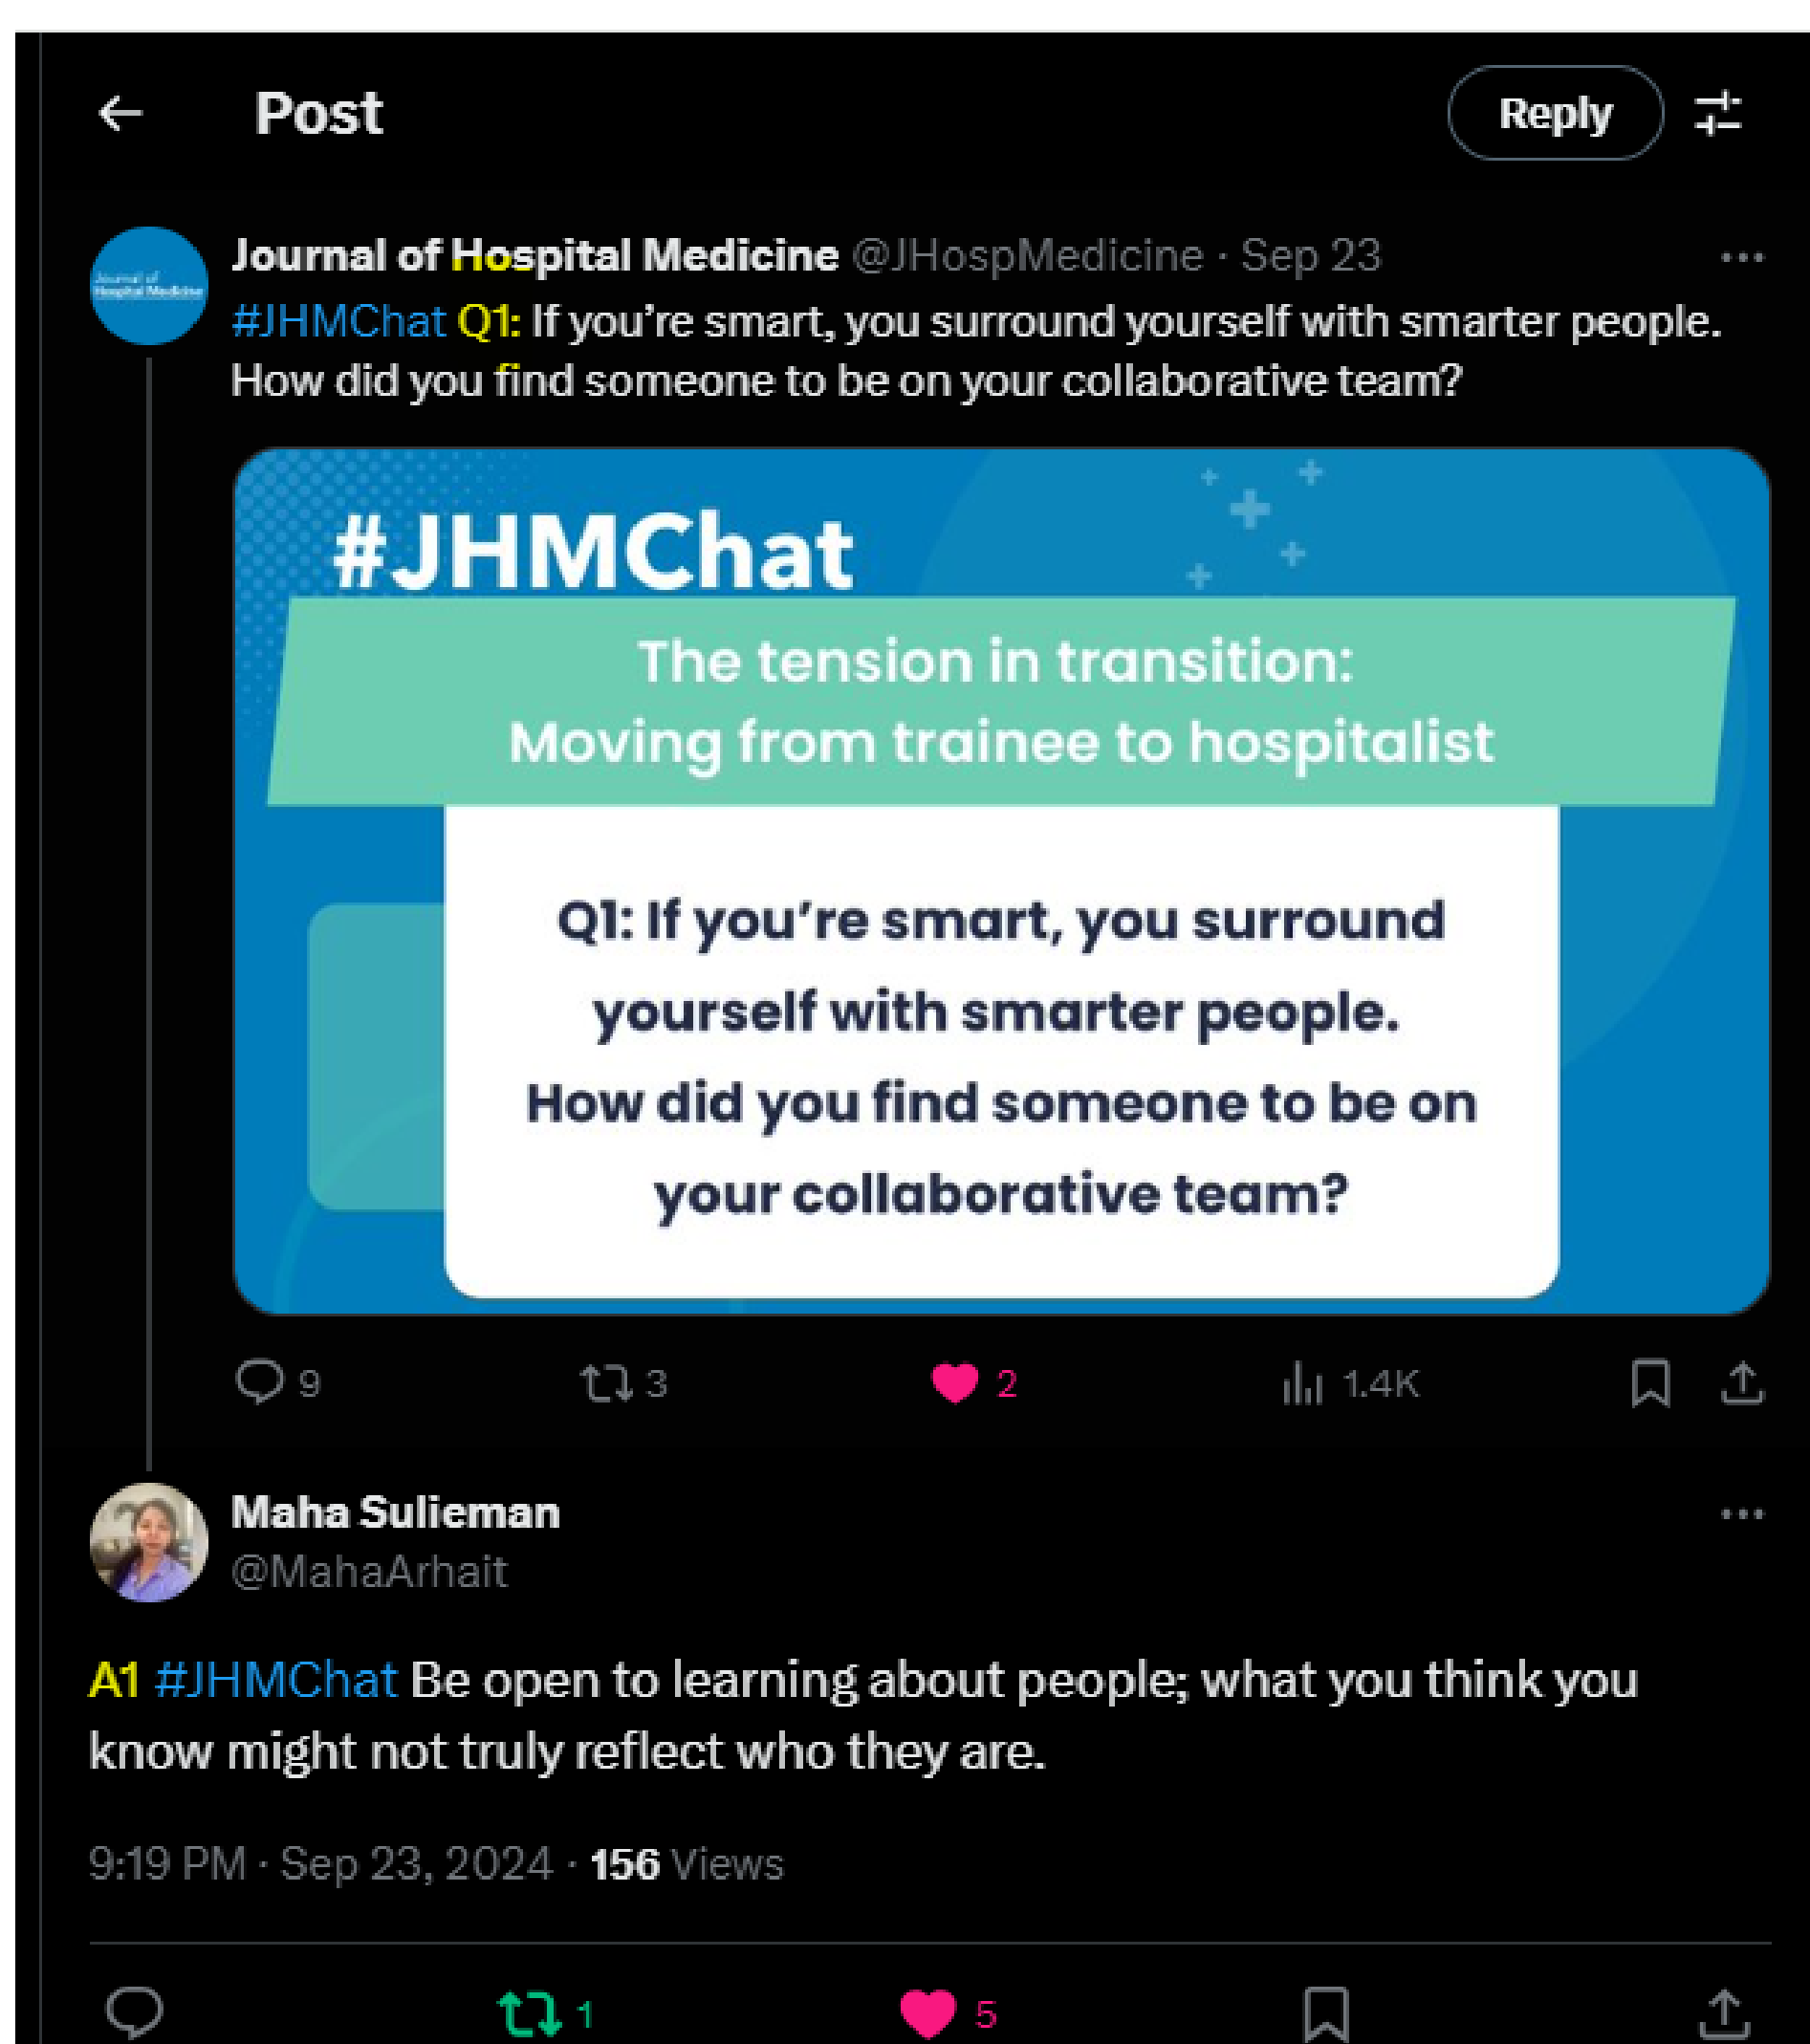 Post
Reply
Journal of Hospital Medicine @JHospMedicine · Sep 23
Journal of
Hospital Medicine
#JHMChat Q1: If you’re smart, you surround yourself with smarter people.
How did you find someone to be on your collaborative team?
#JHMChat
The tension in transition:
Moving from trainee to hospitalist
Q1: If you’re smart, you surround
yourself with smarter people.
How did you find someone to be on
your collaborative team?
9 3 2 1.4K
Maha Sulieman
@MahaArhait
A1 #JHMChat Be open to learning about people; what you think you
know might not truly reflect who they are.
9:19 PM · Sep 23, 2024 · 156 Views
1 5